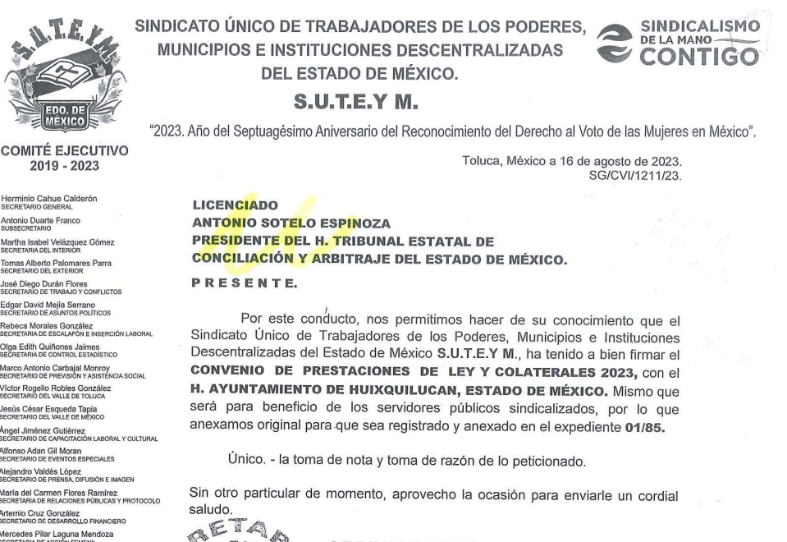 S.U.T.E.Y M.
EDO. DE
MÉXICO
SINDICATO ÚNICO DE TRABAJADORES DE LOS PODERES,
MUNICIPIOS E INSTITUCIONES DESCENTRALIZADAS
DEL ESTADO DE MÉXICO.
S.U.T.E.Y M.
SINDICALISMO
DE LA MANO
CONTIGO
“2023. Año del Septuagésimo Aniversario del Reconocimiento del Derecho al Voto de las Mujeres en México”.
COMITÉ EJECUTIVO
2019 - 2023
Toluca, México a 16 de agosto de 2023.
SG/CVI/1211/23.
Herminio Cahue Calderón
SECRETARIO GENERAL
Antonio Duarte Franco
SUBSECRETARIO
Martha Isabel Velázquez Gómez
SECRETARIA DEL INTERIOR
Tomas Alberto Palomares Parra
SECRETARIO DEL EXTERIOR
José Diego Durán Flores
SECRETARIO DE TRABAJO Y CONFLICTOS
Edgar David Mejía Serrano
SECRETARIO DE ASUNTOS POLÍTICOS
Rebeca Morales González
SECRETARIA DE ESCALAFÓN E INSERCIÓN LABORAL
Olga Edith Quiñones Jaimes
SECRETARIA DE CONTROL ESTADÍSTICO
Marco Antonio Carbajal Monroy
SECRETARIO DE PREVISIÓN Y ASISTENCIA SOCIAL
Víctor Rogelio Robles González
SECRETARIO DEL VALLE DE TOLUCA
Jesús César Esqueda Tapia
SECRETARIO DEL VALLE DE MÉXICO
Ángel Jiménez Gutiérrez
SECRETARIO DE CAPACITACIÓN LABORAL Y CULTURAL
Alfonso Adan Gil Moran
SECRETARIO DE EVENTOS ESPECIALES
Alejandro Valdés López
SECRETARIO DE PRENSA, DIFUSIÓN E IMAGEN
María del Carmen Flores Ramírez
SECRETARIA DE RELACIONES PÚBLICAS Y PROTOCOLO
Artemio Cruz González
SECRETARIO DE DESARROLLO FINANCIERO
Mercedes Pilar Laguna Mendoza
LICENCIADO
ANTONIO SOTELO ESPINOZA
PRESIDENTE DEL H. TRIBUNAL ESTATAL DE
CONCILIACIÓN Y ARBITRAJE DEL ESTADO DE MÉXICO.
P R E S E N T E.
Por este conducto, nos permitimos hacer de su conocimiento que el
Sindicato Único de Trabajadores de los Poderes, Municipios e Instituciones
Descentralizadas del Estado de México S.U.T.E.Y M., ha tenido a bien firmar el
CONVENIO DE PRESTACIONES DE LEY Y COLATERALES 2023, con el
H. AYUNTAMIENTO DE HUIXQUILUCAN, ESTADO DE MÉXICO. Mismo que
será para beneficio de los servidores públicos sindicalizados, por lo que
anexamos original para que sea registrado y anexado en el expediente 01/85.
Único. - la toma de nota y toma de razón de lo peticionado.
Sin otro particular de momento, aprovecho la ocasión para enviarle un cordial
saludo.